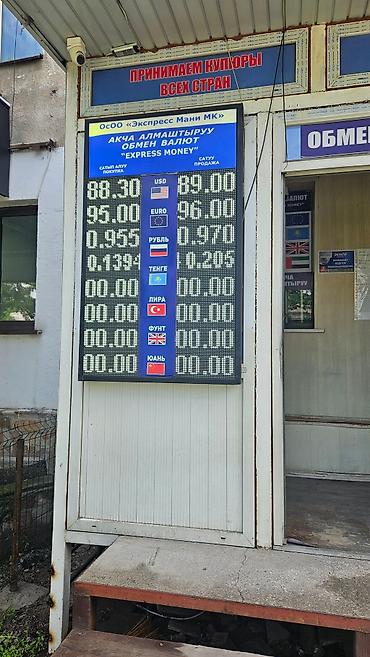 ПРИНИМАЕМ КУПЮРЫ
ВСЕХ СТРАН
ОсОО «Экспресс Мани МК»
АКЧА АЛМАШТЫРУУ
ОБМЕН ВАЛЮТ
"EXPRESS MONEY"
САТЫП АЛУУ САТУУ
ПОКУПКА ПРОДАЖА
88.30 USD 89.00
95.00 EURO 96.00
0.955 РУБЛЬ 0.970
0.1394 ТЕНГЕ 0.205
00.00 ЛИРА 00.00
00.00 ФУНТ 00.00
00.00 ЮАНЬ 00.00
ОБМЕН
ВАЛЮТ